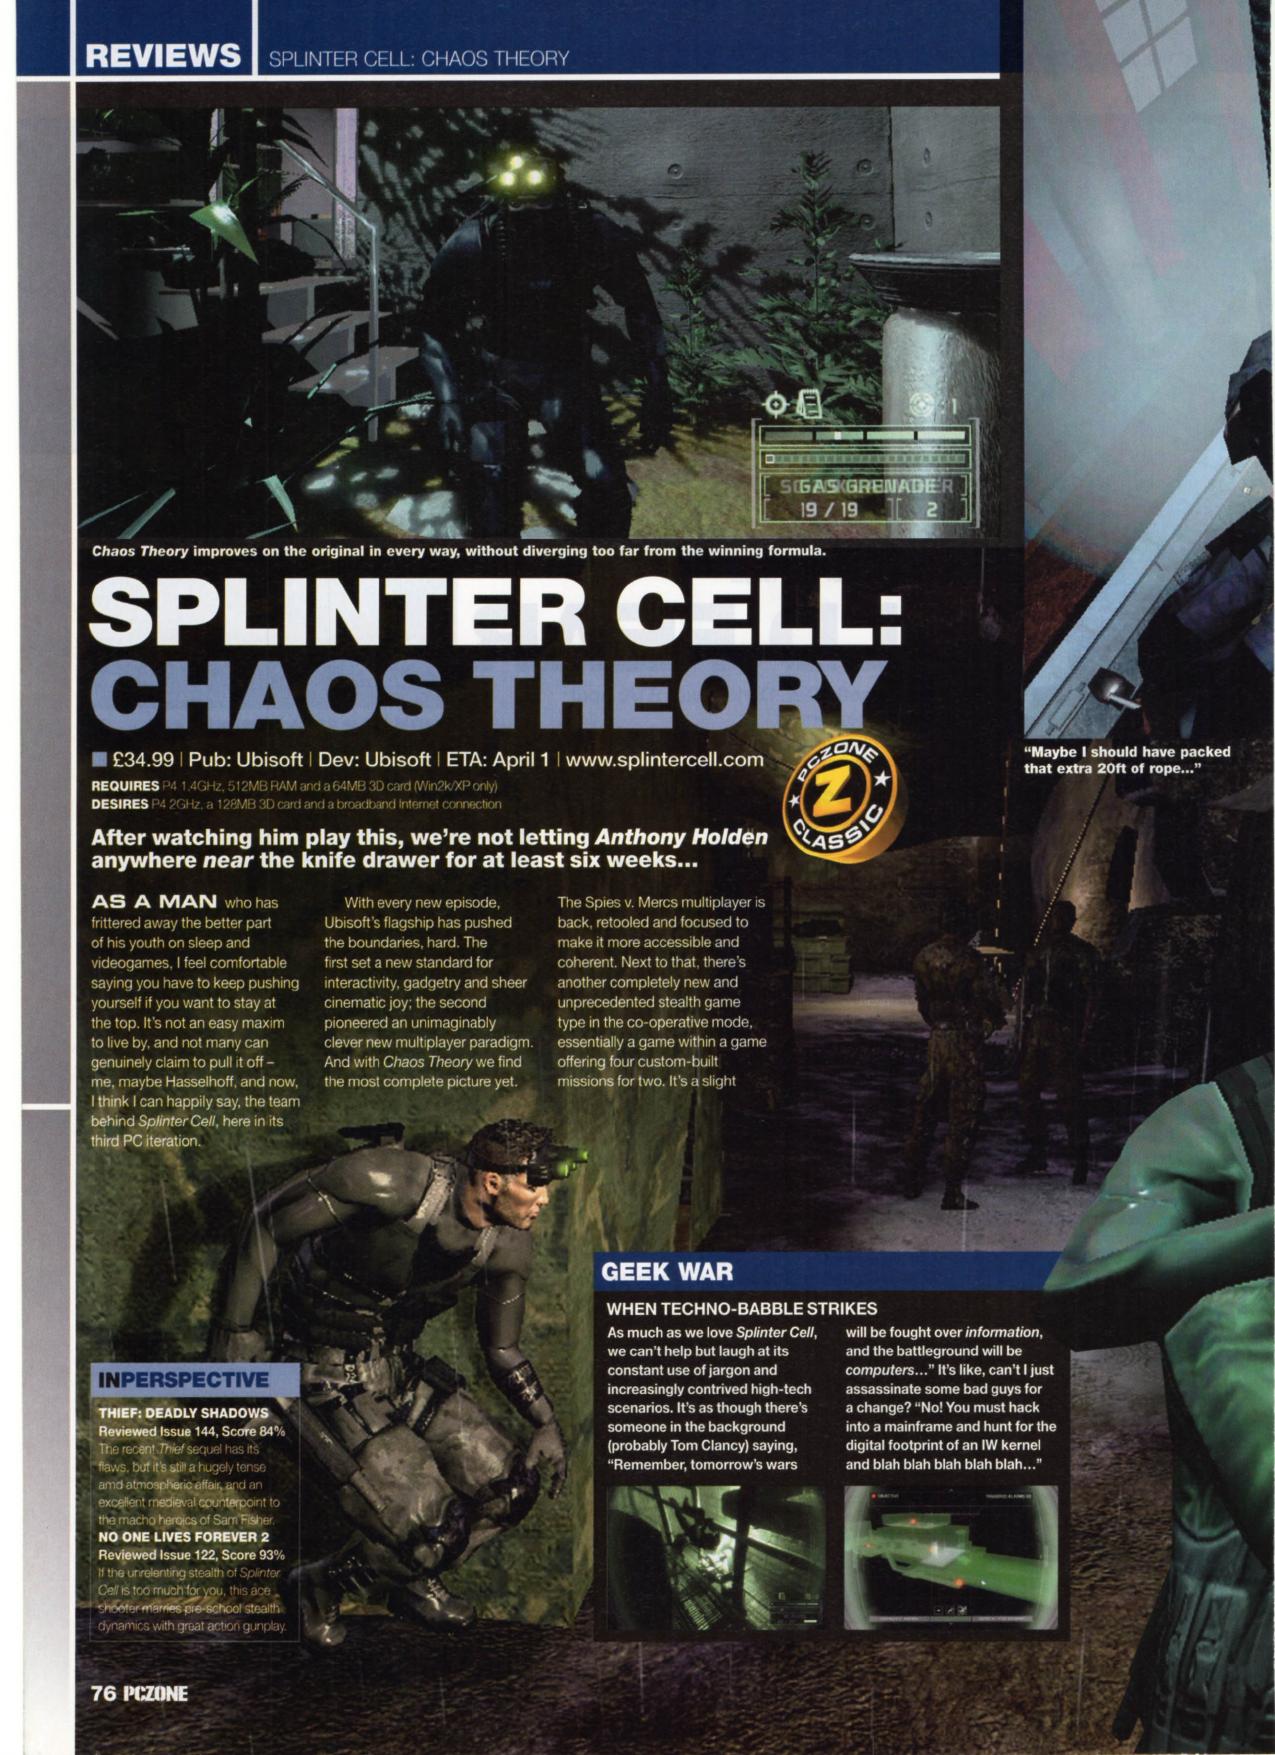 REVIEWS SPLINTER CELL: CHAOS THEORY
: 1
GAS GRENADE
19 / 19 2
Chaos Theory improves on the original in every way, without diverging too far from the winning formula.
SPLINTER CELL:
CHAOS THEORY
£34.99 | Pub: Ubisoft | Dev: Ubisoft | ETA: April 1 | www.splintercell.com
REQUIRES P4 1.4GHz, 512MB RAM and a 64MB 3D card (Win2k/XP only)
DESIRES P4 2GHz, a 128MB 3D card and a broadband Internet connection
PCZONE
Z
CLASSIC
"Maybe I should have packed
that extra 20ft of rope..."
After watching him play this, we're not letting Anthony Holden
anywhere near the knife drawer for at least six weeks...
AS A MAN who has
frittered away the better part
of his youth on sleep and
videogames, I feel comfortable
saying you have to keep pushing
yourself if you want to stay at
the top. It's not an easy maxim
to live by, and not many can
genuinely claim to pull it off –
me, maybe Hasselhoff, and now,
I think I can happily say, the team
behind Splinter Cell, here in its
third PC iteration.
With every new episode,
Ubisoft's flagship has pushed
the boundaries, hard. The
first set a new standard for
interactivity, gadgetry and sheer
cinematic joy; the second
pioneered an unimaginably
clever new multiplayer paradigm.
And with Chaos Theory we find
the most complete picture yet.
The Spies v. Mercs multiplayer is
back, retooled and focused to
make it more accessible and
coherent. Next to that, there's
another completely new and
unprecedented stealth game
type in the co-operative mode,
essentially a game within a game
offering four custom-built
missions for two. It's a slight
INPERSPECTIVE
THIEF: DEADLY SHADOWS
Reviewed Issue 144, Score 84%
The recent Thief sequel has its
flaws, but it's still a hugely tense
amd atmospheric affair, and an
excellent medieval counterpoint to
the macho heroics of Sam Fisher.
NO ONE LIVES FOREVER 2
Reviewed Issue 122, Score 93%
If the unrelenting stealth of Splinter
Cell is too much for you, this ace
shooter marries pre-school stealth
dynamics with great action gunplay.
GEEK WAR
WHEN TECHNO-BABBLE STRIKES
As much as we love Splinter Cell,
we can't help but laugh at its
constant use of jargon and
increasingly contrived high-tech
scenarios. It's as though there's
someone in the background
(probably Tom Clancy) saying,
"Remember, tomorrow's wars
will be fought over information,
and the battleground will be
computers..." It's like, can't I just
assassinate some bad guys for
a change? "No! You must hack
into a mainframe and hunt for the
digital footprint of an IW kernel
and blah blah blah blah blah..."
OBJECTIVE
76 PCZONE